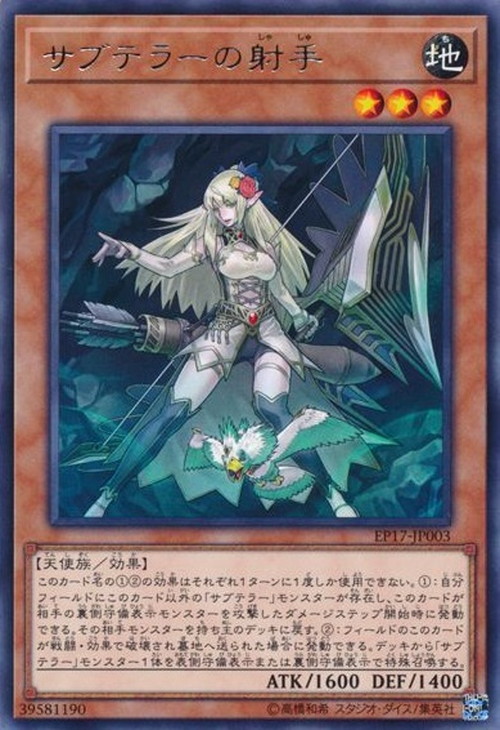 サブテラーの射手
地
EP17-JP003
【天使族／効果】
このカード名の①②の効果はそれぞれ1ターンに1度しか使用できない。①：自分
フィールドにこのカード以外の「サブテラー」モンスターが存在し、このカードが
相手の裏側守備表示モンスターを攻撃したダメージステップ開始時に発動
できる。その相手モンスターを持ち主のデッキに戻す。②：フィールドのこのカード
が戦闘・効果で破壊され墓地へ送られた場合に発動できる。デッキから「サブ
テラー」モンスター1体を表側守備表示または裏側守備表示で特殊召喚する。
ATK/1600 DEF/1400
39581190
©高橋和希 スタジオ・ダイス/集英社